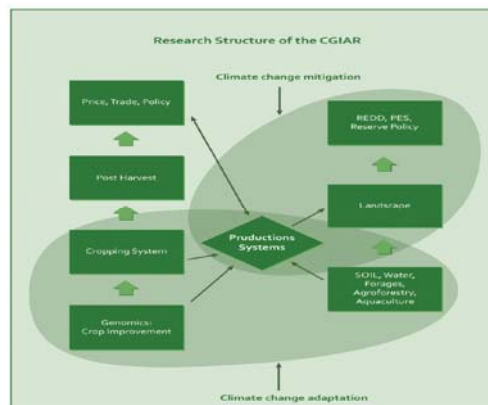 Research Structure of the CGIAR
Climate change mitigation
Price, Trade, Policy
REDD, PES,
Reserve Policy
Post Harvest
Landscape
Pruductions
Systems
Cropping System
SOIL, Water,
Forages,
Agroforestry,
Aquaculture
Genomics:
Crop Improvement
Climate change adaptation